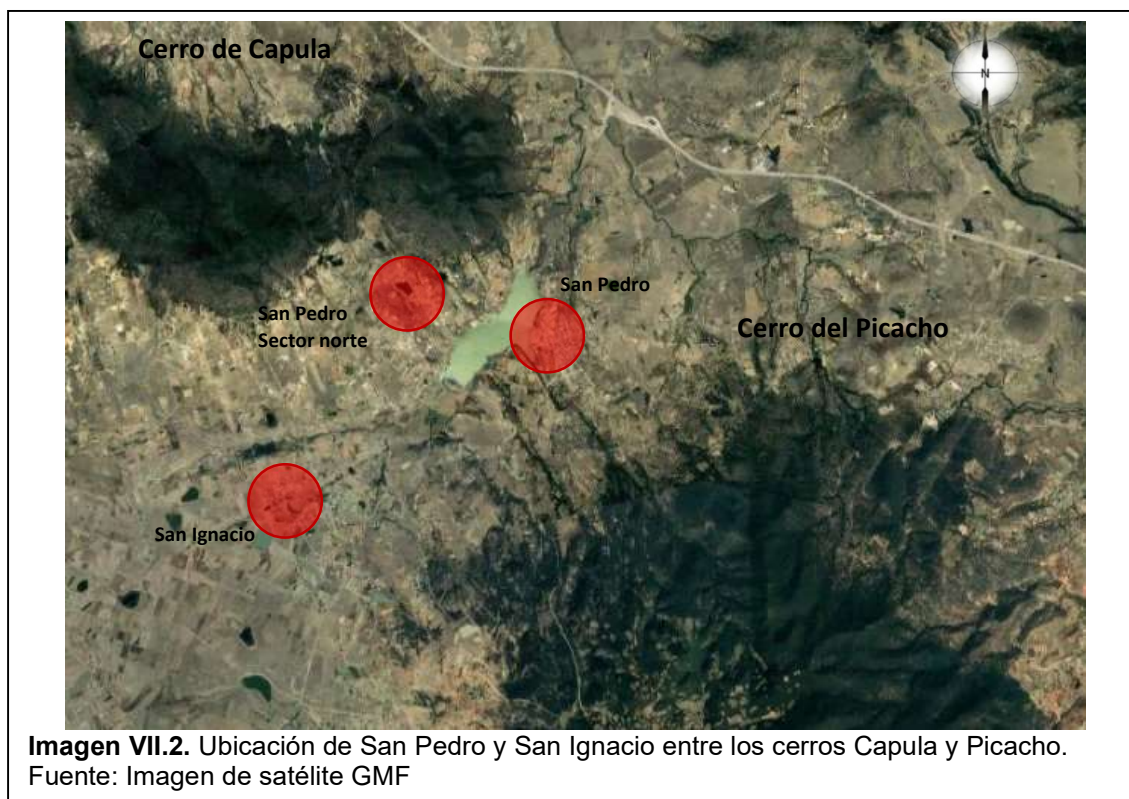 Cerro de Capula
N
San Pedro
San Pedro
Sector norte
Cerro del Picacho
San Ignacio
Imagen VII.2. Ubicación de San Pedro y San Ignacio entre los cerros Capula y Picacho.
Fuente: Imagen de satélite GMF